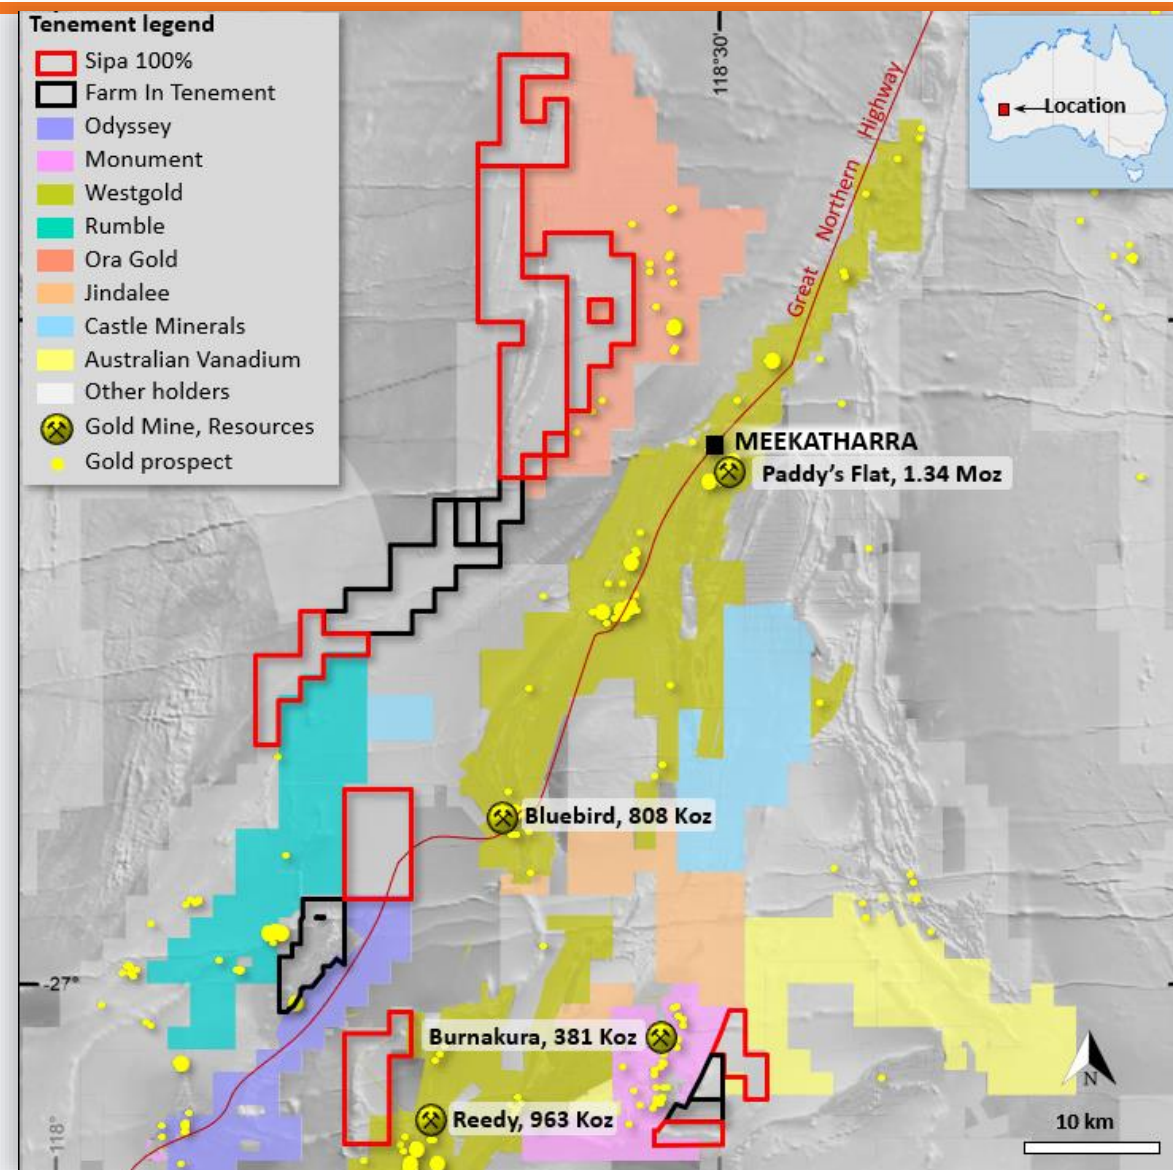 Tenement legend
Sipa 100%
Farm In Tenement
Odyssey
Monument
Westgold
Rumble
Ora Gold
Jindalee
Castle Minerals
Australian Vanadium
Other holders
Gold Mine, Resources
Gold prospect
118°30'
Great Northern Highway
Location
MEEKATHARRA
Paddy's Flat, 1.34 Moz
Bluebird, 808 Koz
-27°
Burnakura, 381 Koz
Reedy, 963 Koz
118°
N
10 km